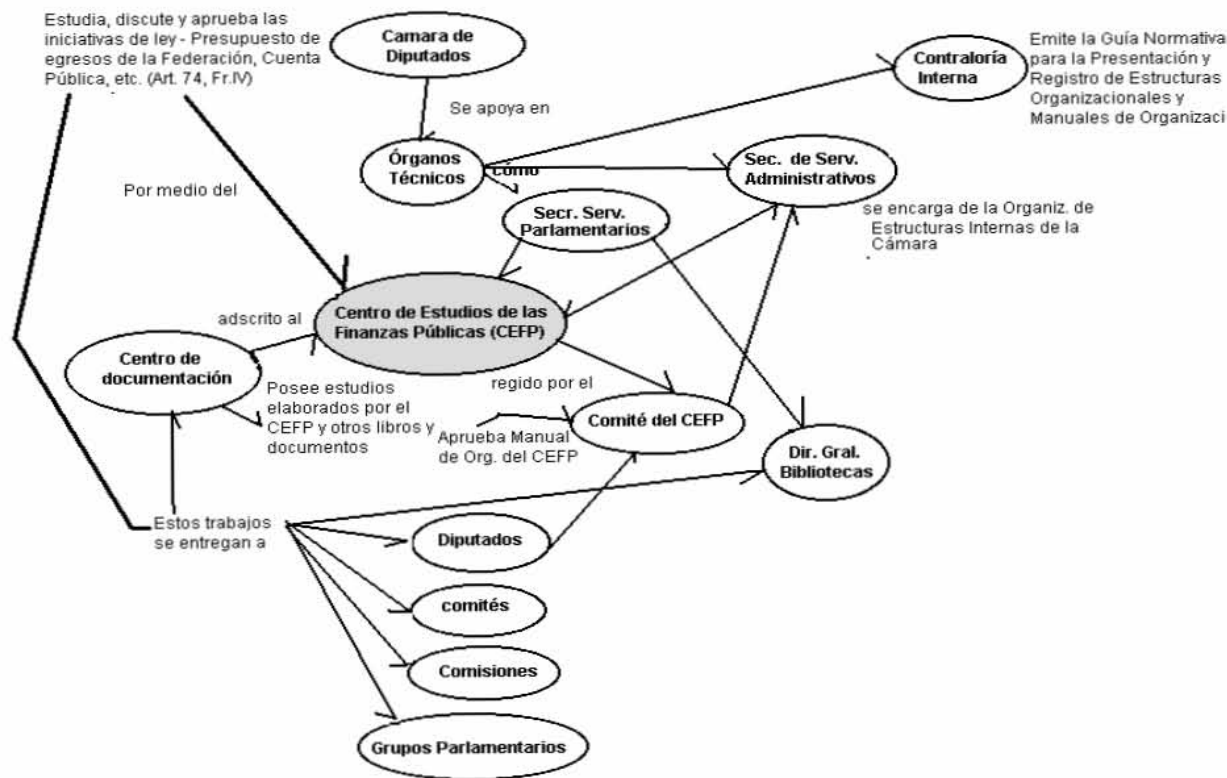 Estudia, discute y aprueba las
iniciativas de ley - Presupuesto de
egresos de la Federación, Cuenta
Pública, etc. (Art. 74, Fr.IV)
Camara de
Diputados
Contraloría
Interna
Emite la Guía Normativa
para la Presentación y
Registro de Estructuras
Organizacionales y
Manuales de Organizaci
Se apoya en
Órganos
Técnicos
cómo
Sec. de Serv.
Administrativos
Por medio del
Secr. Serv.
Parlamentarios
se encarga de la Organiz. de
Estructuras Internas de la
Cámara
Centro de Estudios de las
Finanzas Públicas (CEFP)
adscrito al
Centro de
documentación
Posee estudios
elaborados por el
CEFP y otros libros y
documentos
regido por el
Comité del CEFP
Aprueba Manual
de Org. del CEFP
Dir. Gral.
Bibliotecas
Estos trabajos
se entregan a
Diputados
comités
Comisiones
Grupos Parlamentarios